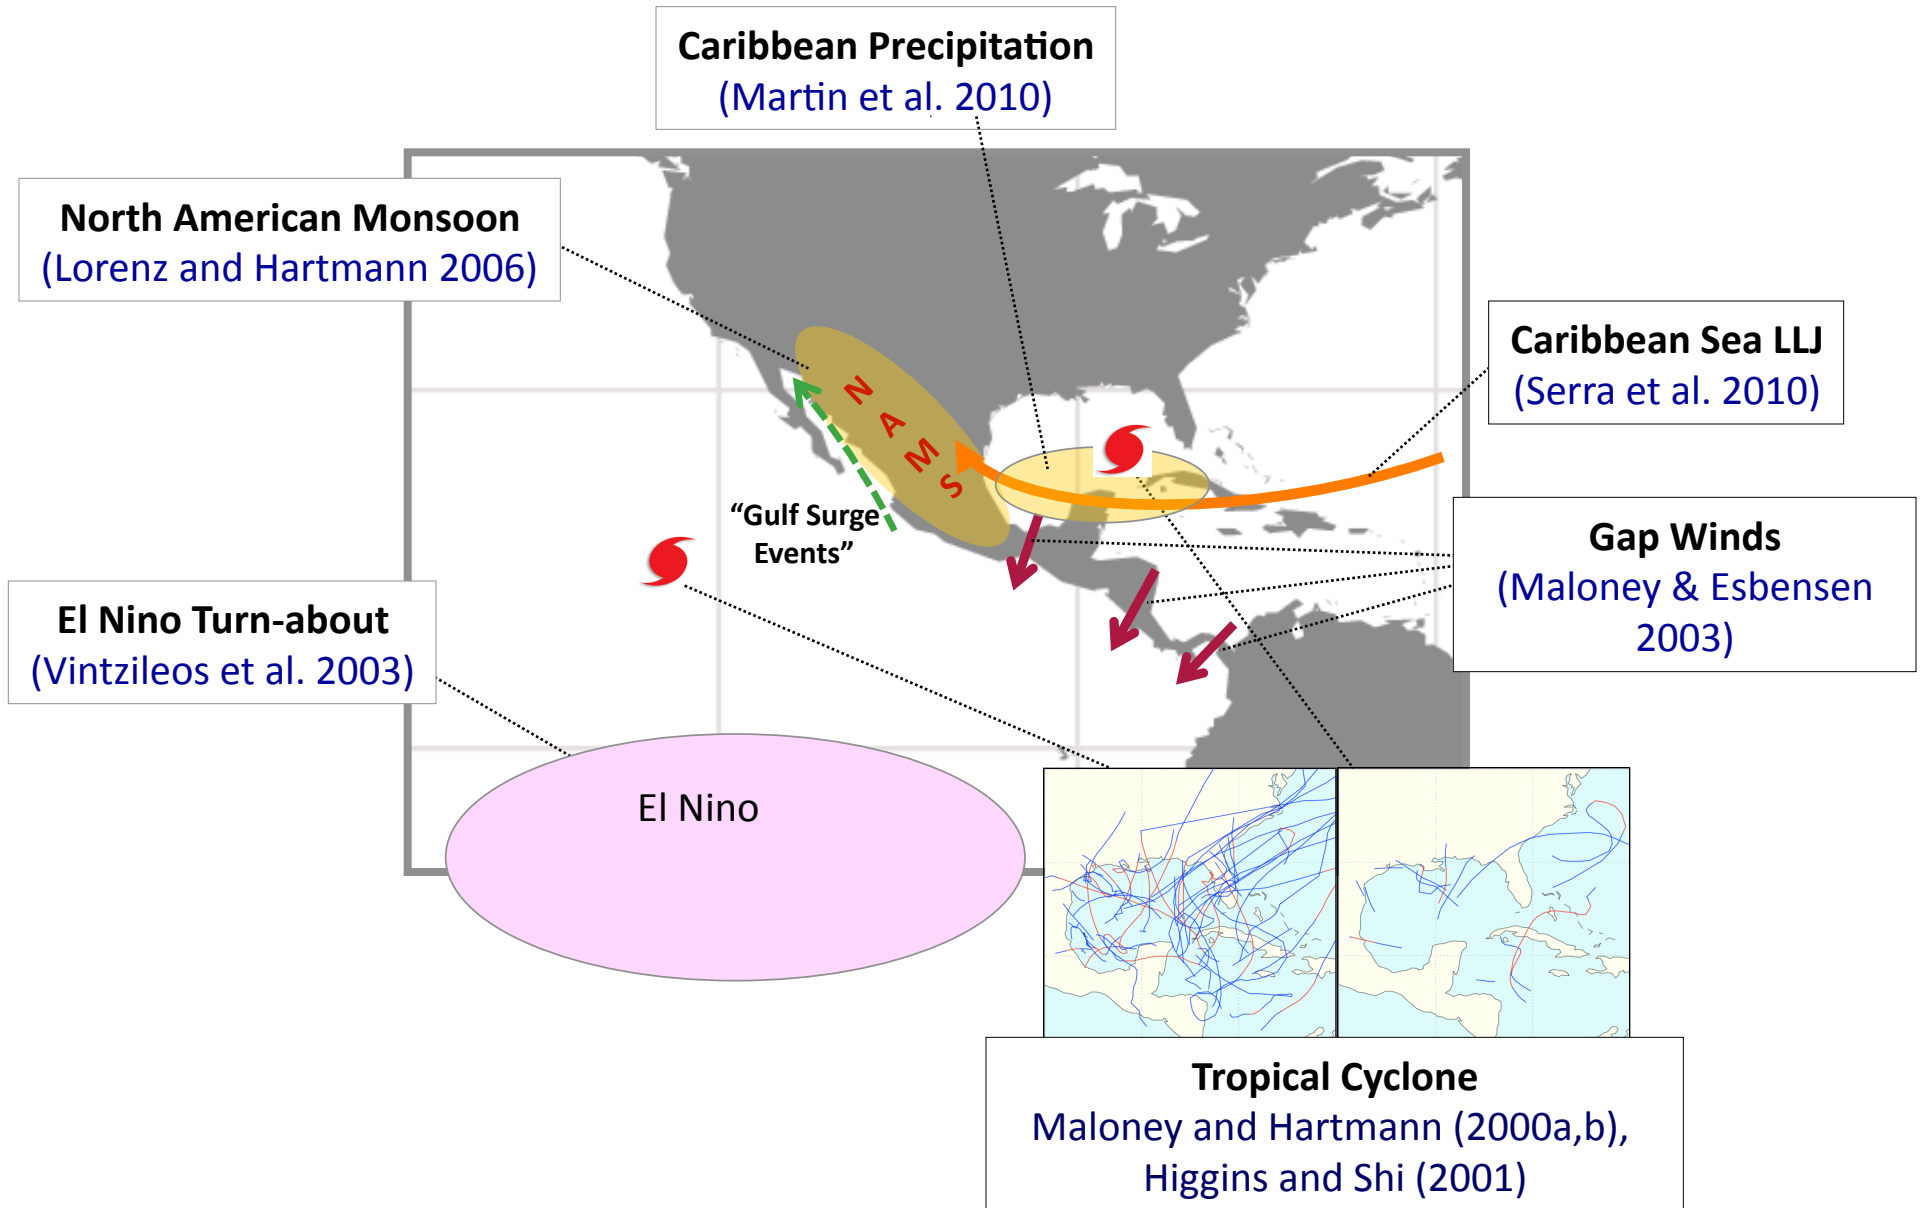 Caribbean Precipitation
(Martin et al. 2010)
North American Monsoon
(Lorenz and Hartmann 2006)
Caribbean Sea LLJ
(Serra et al. 2010)
N
A
M
S
“Gulf Surge
Events”
Gap Winds
(Maloney & Esbensen
2003)
El Nino Turn-about
(Vintzileos et al. 2003)
El Nino
Tropical Cyclone
Maloney and Hartmann (2000a,b),
Higgins and Shi (2001)